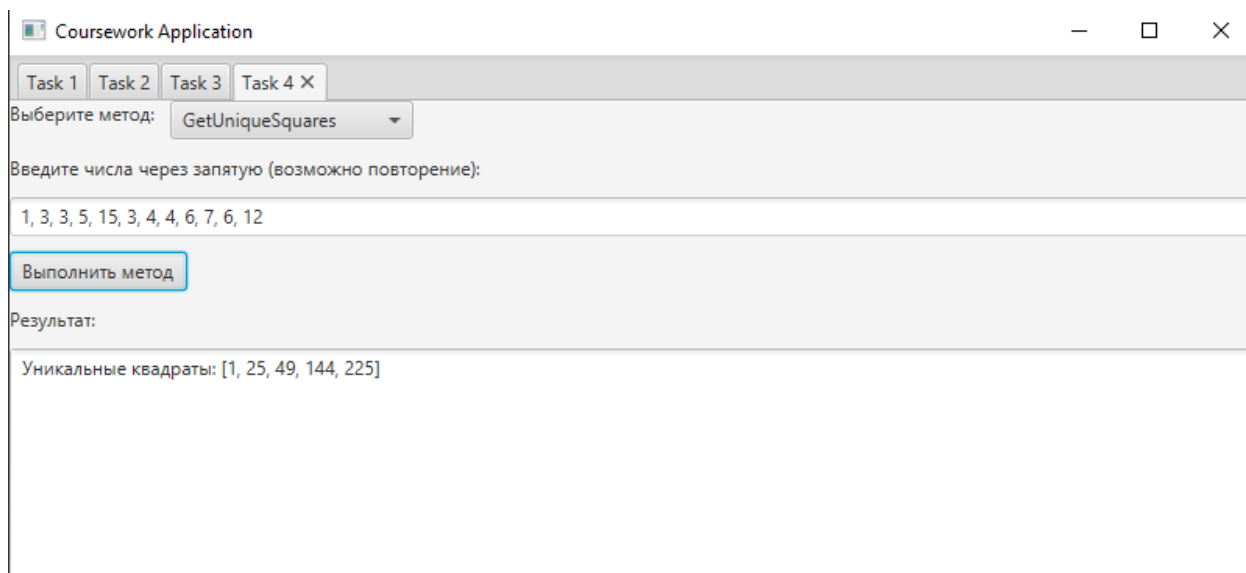 Coursework Application
Task 1 Task 2 Task 3 Task 4
Выберите метод: GetUniqueSquares
Введите числа через запятую (возможно повторение):
1, 3, 3, 5, 15, 3, 4, 4, 6, 7, 6, 12
Выполнить метод
Результат:
Уникальные квадраты: [1, 25, 49, 144, 225]